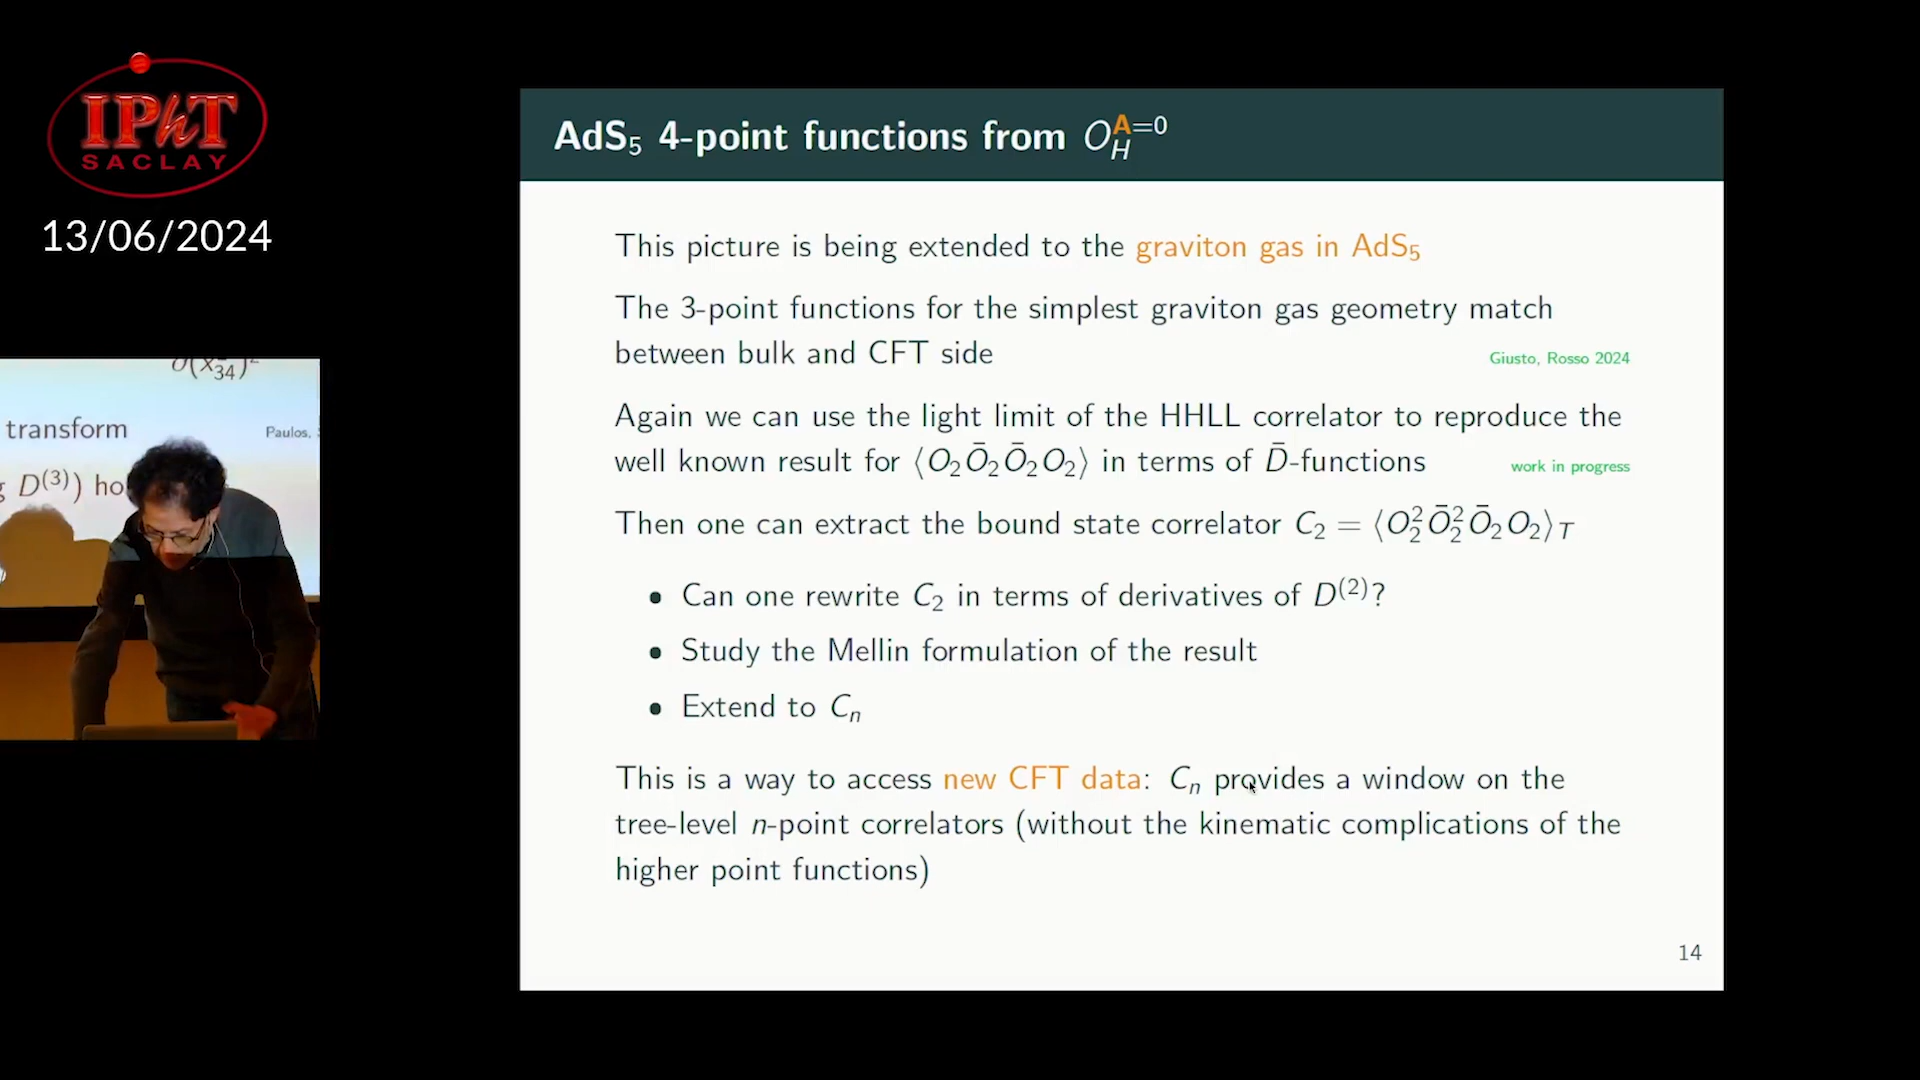 IPhT
SACLAY
13/06/2024
∂(x̄34)²
transform
Paulos,
D⁽³⁾) ho
AdS₅ 4-point functions from O_H^{A=0}
This picture is being extended to the graviton gas in AdS₅
The 3-point functions for the simplest graviton gas geometry match
between bulk and CFT side
Giusto, Rosso 2024
Again we can use the light limit of the HHLL correlator to reproduce the
well known result for ⟨O₂Ō₂Ō₂O₂⟩ in terms of D̄-functions
work in progress
Then one can extract the bound state correlator C₂ = ⟨O₂²Ō₂²Ō₂O₂⟩_T
• Can one rewrite C₂ in terms of derivatives of D⁽²⁾?
• Study the Mellin formulation of the result
• Extend to Cₙ
This is a way to access new CFT data: Cₙ provides a window on the
tree-level n-point correlators (without the kinematic complications of the
higher point functions)
14